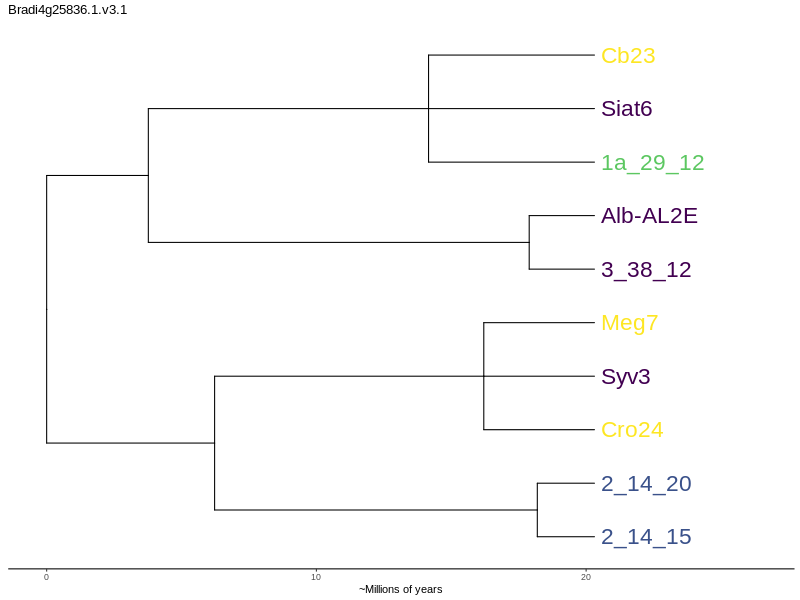 Bradi4g25836.1.v3.1
Cb23
Siat6
1a_29_12
Alb-AL2E
3_38_12
Meg7
Syv3
Cro24
2_14_20
2_14_15
0 10 20
~Millions of years